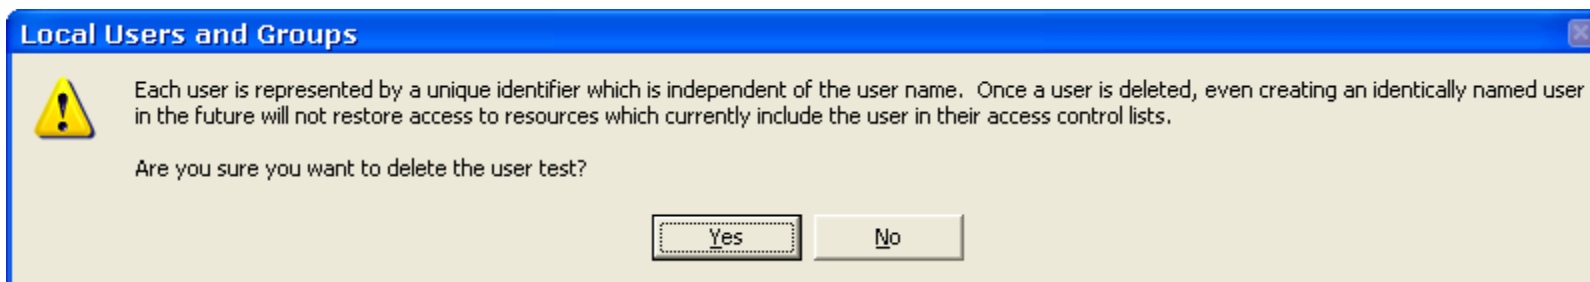 Local Users and Groups
Each user is represented by a unique identifier which is independent of the user name.  Once a user is deleted, even creating an identically named user
in the future will not restore access to resources which currently include the user in their access control lists.
Are you sure you want to delete the user test?
Yes
No